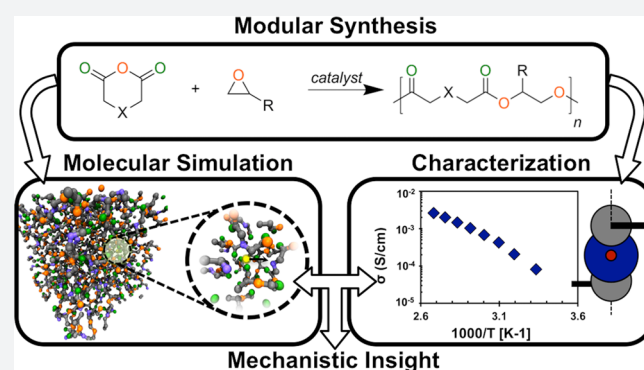 Modular Synthesis
O O O
X
+
O
R
catalyst
O X O O R O
n
Molecular Simulation
Characterization
σ (S/cm)
10-2
10-3
10-4
10-5
2.6 3.1 3.6
1000/T [K-1]
Mechanistic Insight